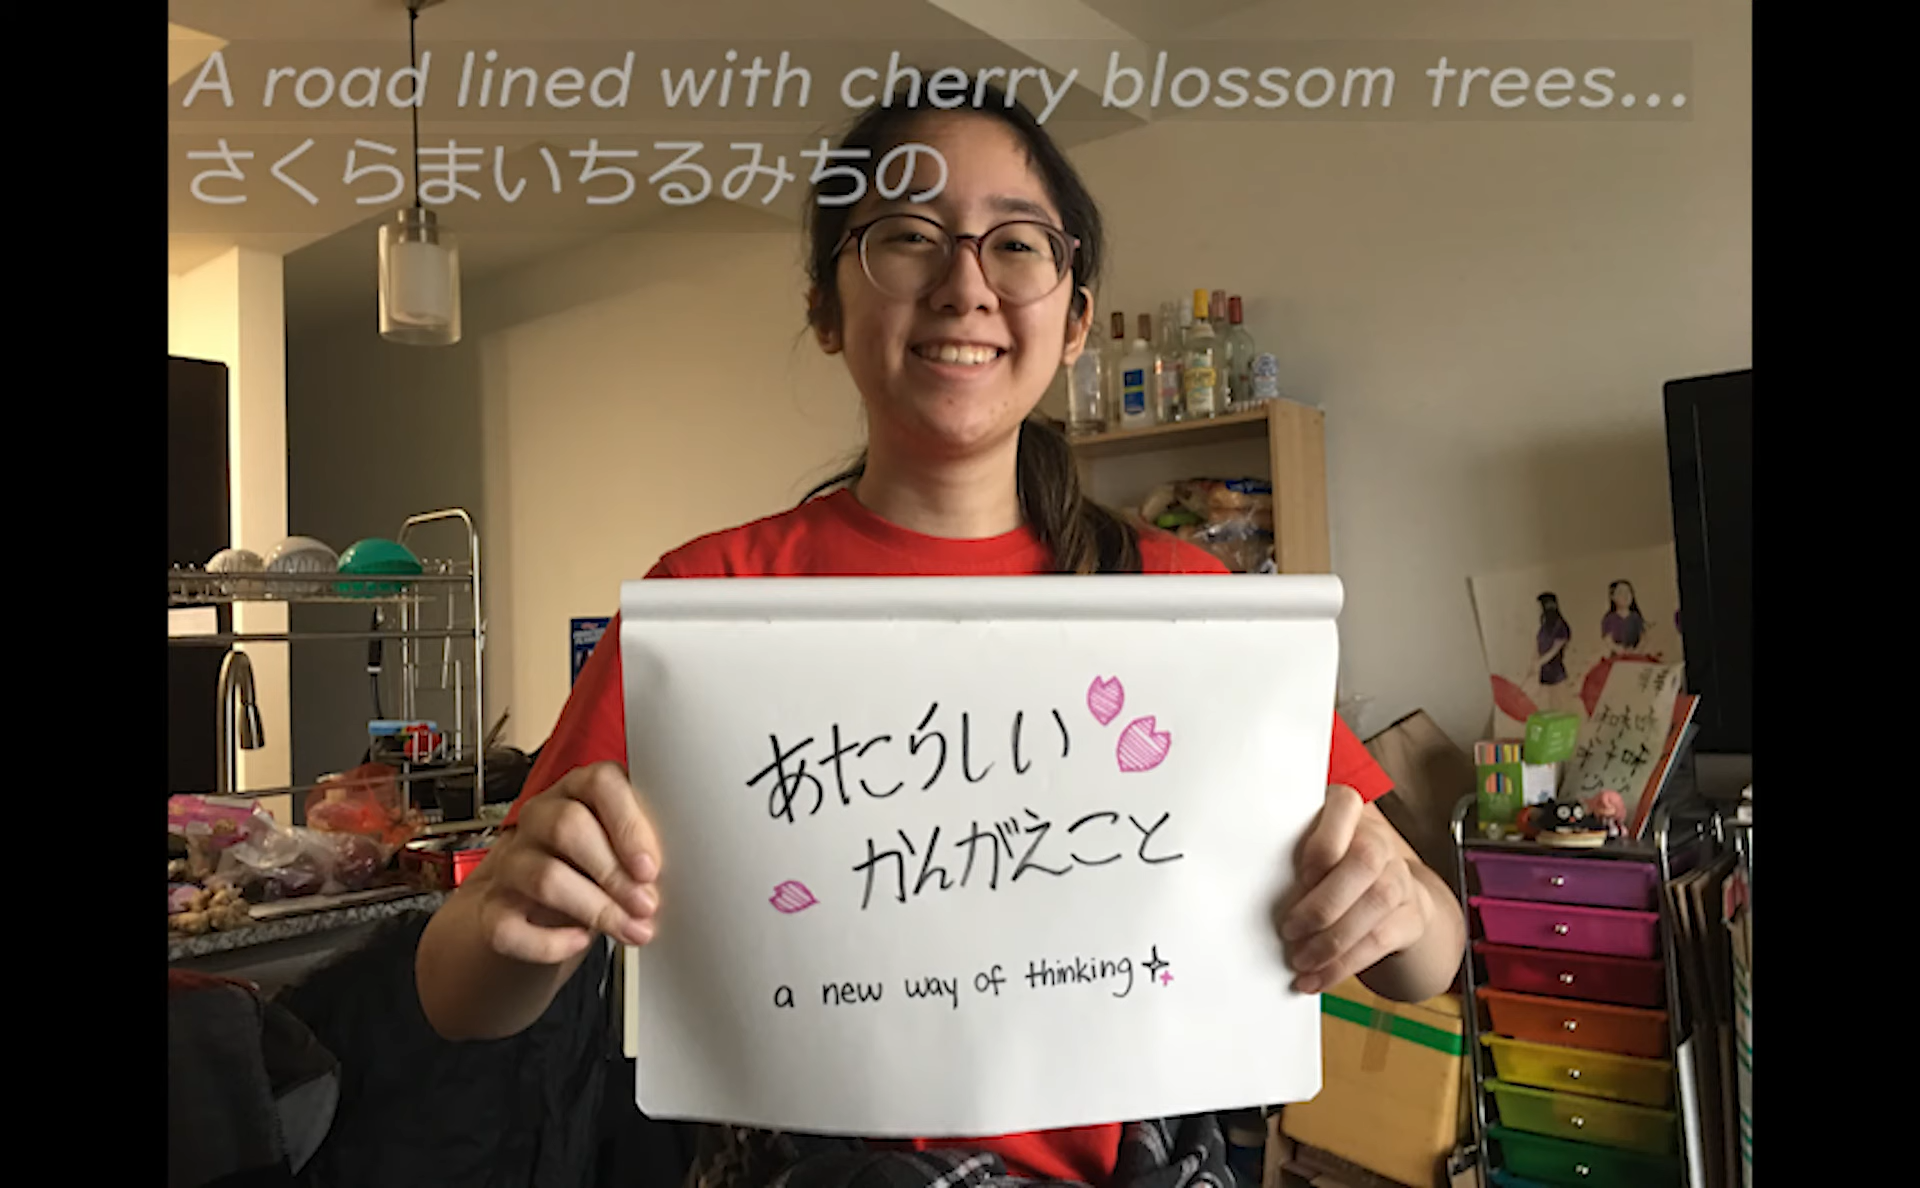 A road lined with cherry blossom trees...
さくらまいちるみちの
あたらしい
かんがえこと
a new way of thinking